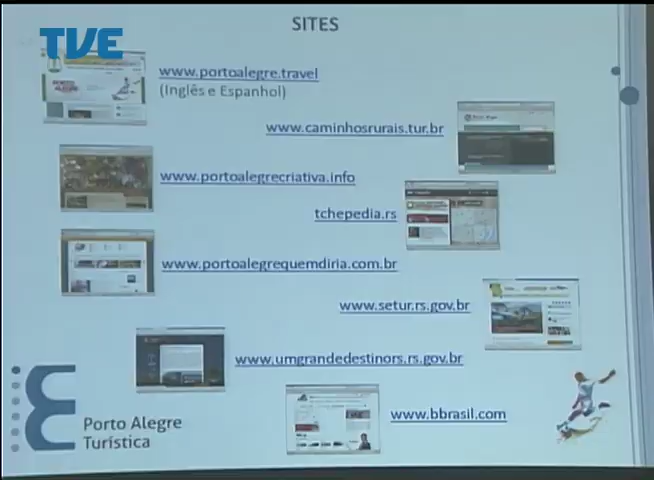 SITES
TVE
www.portoalegre.travel
(Inglês e Espanhol)
www.caminhosrurais.tur.br
www.portoalegrecriativa.info
tchepedia.rs
www.portoalegrequemdiria.com.br
www.setur.rs.gov.br
www.umgrandedestinors.rs.gov.br
www.bbrasil.com
Porto Alegre
Turística